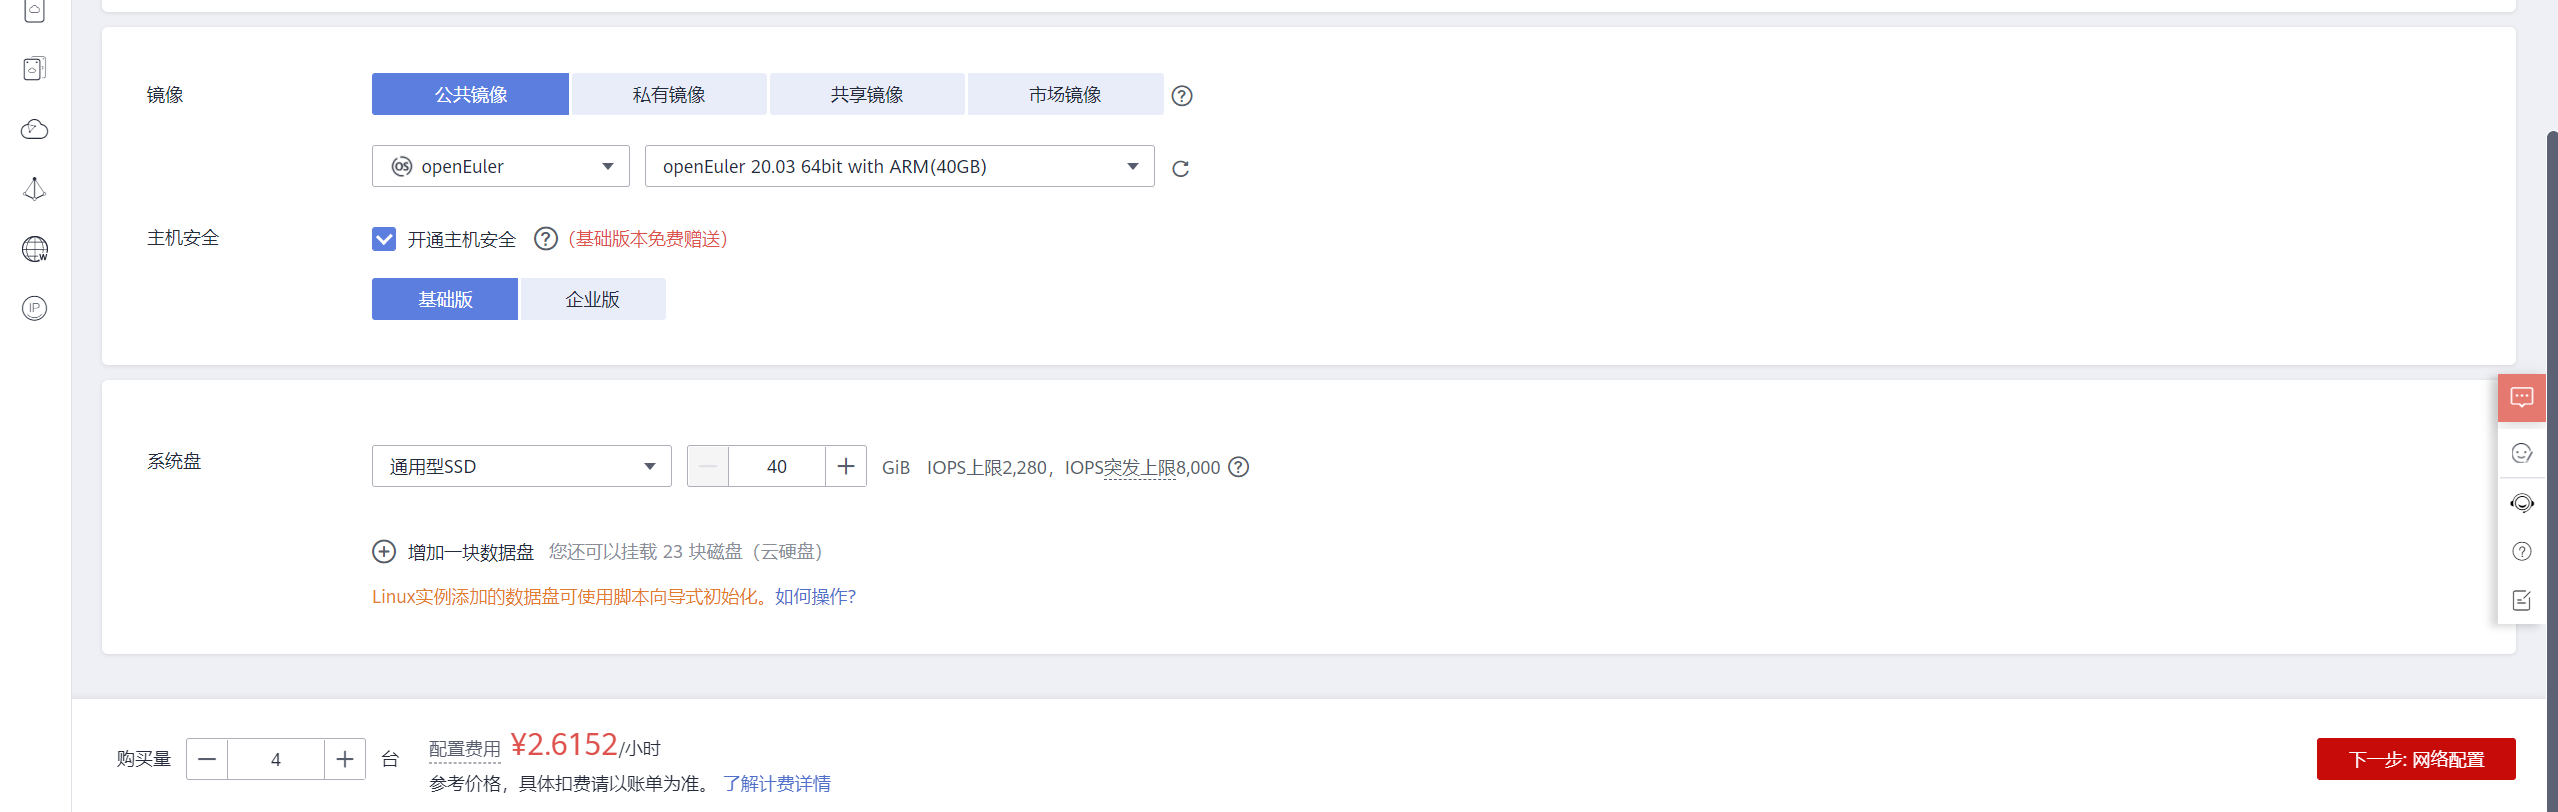 镜像
公共镜像 私有镜像 共享镜像 市场镜像
openEuler openEuler 20.03 64bit with ARM(40GB)
主机安全
开通主机安全 (基础版本免费赠送)
基础版 企业版
系统盘
通用型SSD 40 GiB IOPS上限2,280，IOPS突发上限8,000
增加一块数据盘 您还可以挂载 23 块磁盘（云硬盘）
Linux实例添加的数据盘可使用脚本向导式初始化。如何操作?
购买量 4 台
配置费用 ¥2.6152/小时
参考价格，具体扣费请以账单为准。 了解计费详情
下一步: 网络配置
IP